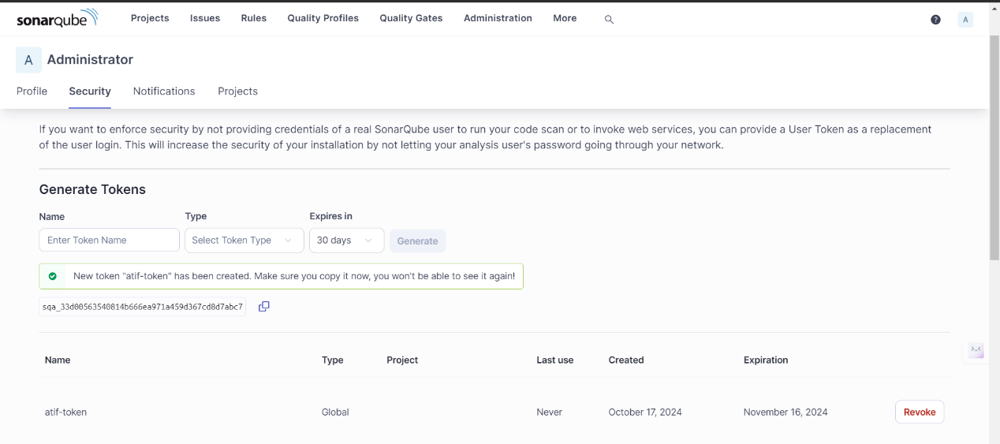 sonarqube Projects Issues Rules Quality Profiles Quality Gates Administration More ? A
A Administrator
Profile Security Notifications Projects
If you want to enforce security by not providing credentials of a real SonarQube user to run your code scan or to invoke web services, you can provide a User Token as a replacement
of the user login. This will increase the security of your installation by not letting your analysis user's password going through your network.
Generate Tokens
Name Type Expires in
Enter Token Name Select Token Type 30 days Generate
New token "atif-token" has been created. Make sure you copy it now, you won't be able to see it again!
sqa_33d00563540814b666ea971a459d367cd8d7abc7
Name Type Project Last use Created Expiration
atif-token Global Never October 17, 2024 November 16, 2024 Revoke